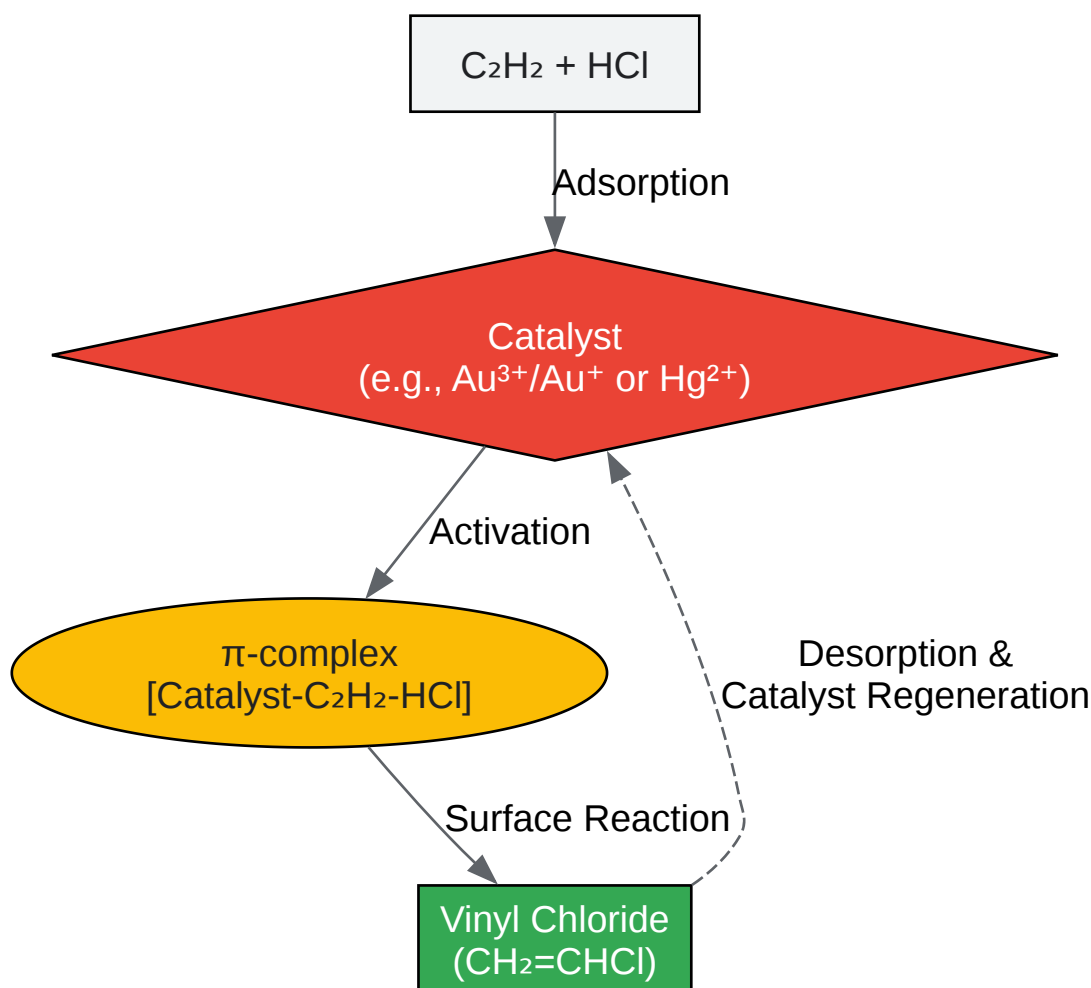 C₂H₂ + HCl
Adsorption
Catalyst
(e.g., Au³⁺/Au⁺ or Hg²⁺)
Activation
π-complex
[Catalyst-C₂H₂-HCl]
Desorption &
Catalyst Regeneration
Surface Reaction
Vinyl Chloride
(CH₂=CHCl)